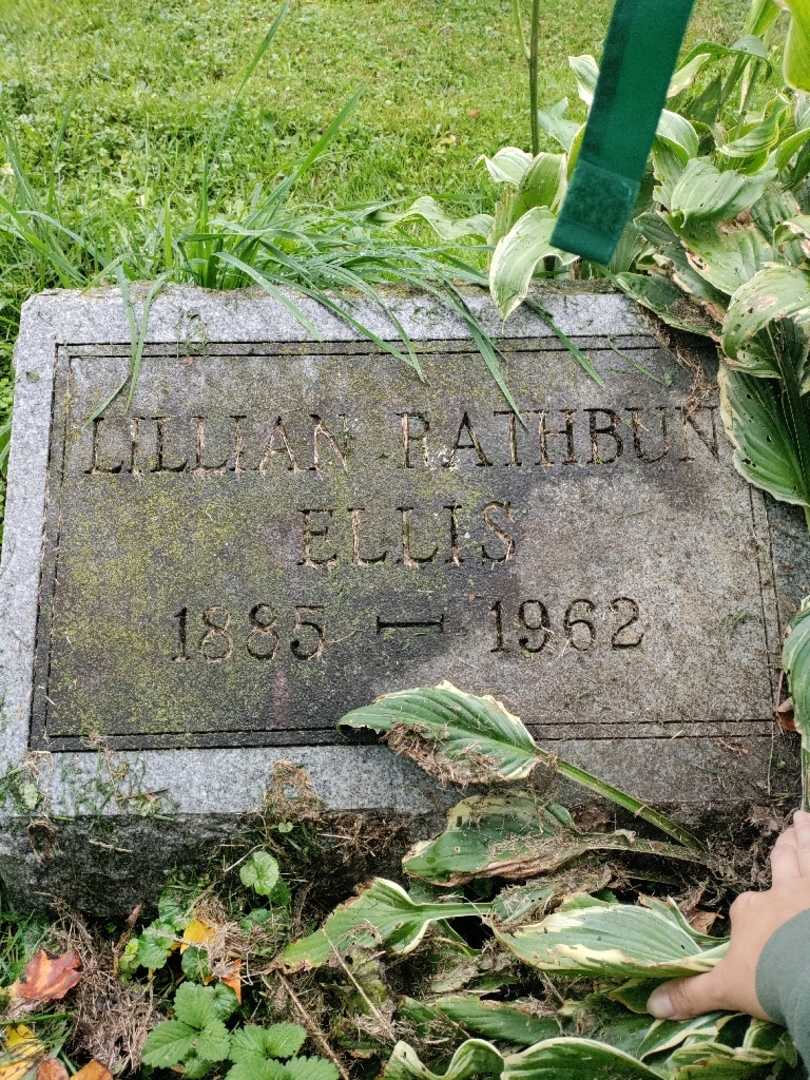 LILLIAN RATHBUN
ELLIS
1885 – 1962